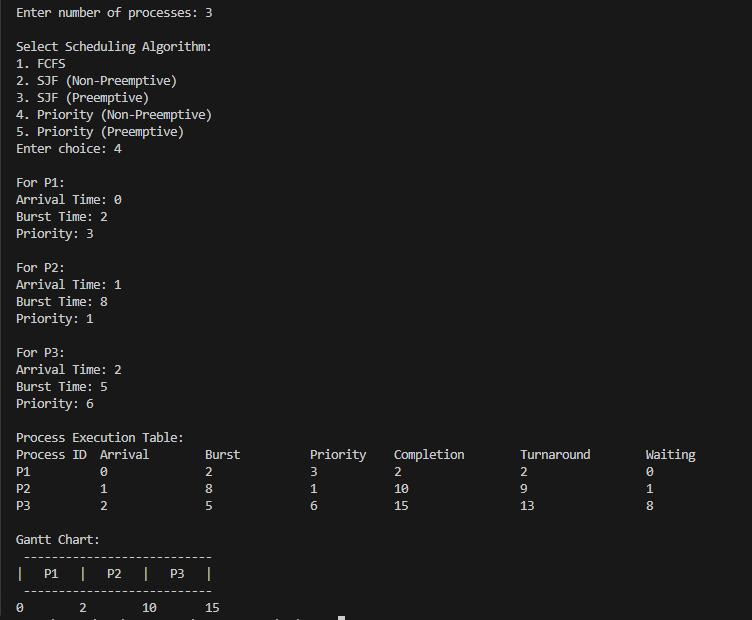 Enter number of processes: 3
Select Scheduling Algorithm:
1. FCFS
2. SJF (Non-Preemptive)
3. SJF (Preemptive)
4. Priority (Non-Preemptive)
5. Priority (Preemptive)
Enter choice: 4
For P1:
Arrival Time: 0
Burst Time: 2
Priority: 3
For P2:
Arrival Time: 1
Burst Time: 8
Priority: 1
For P3:
Arrival Time: 2
Burst Time: 5
Priority: 6
Process Execution Table:
Process ID Arrival Burst Priority Completion Turnaround Waiting
P1 0 2 3 2 2 0
P2 1 8 1 10 9 1
P3 2 5 6 15 13 8
Gantt Chart:
---------------------------
| P1 | P2 | P3 |
---------------------------
0 2 10 15